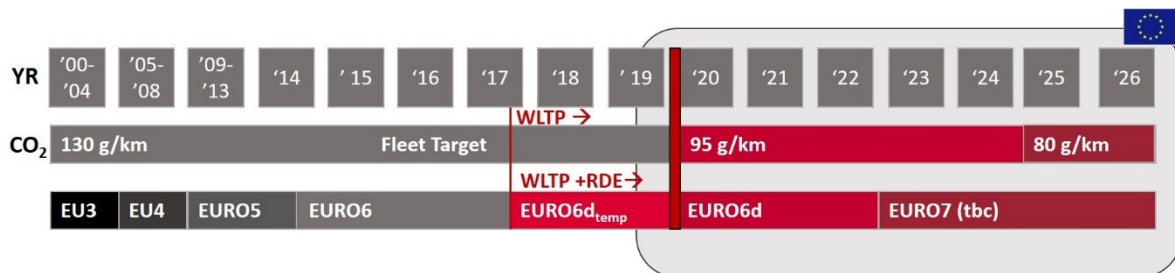 YR '00-'04 '05-'08 '09-'13 '14 ' 15 '16 '17 '18 ' 19 '20 '21 '22 '23 '24 '25 '26
WLTP →
CO₂ 130 g/km Fleet Target 95 g/km 80 g/km
WLTP +RDE→
EU3 EU4 EURO5 EURO6 EURO6dtemp EURO6d EURO7 (tbc)